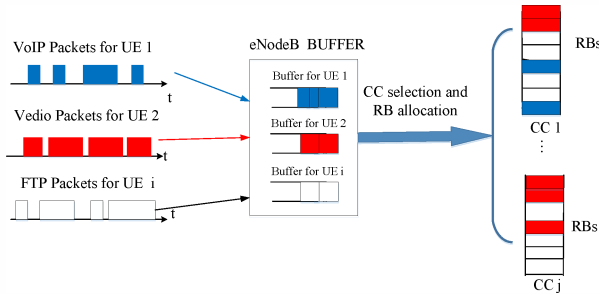 VoIP Packets for UE 1
t
Vedio Packets for UE 2
t
FTP Packets for UE i
t
eNodeB BUFFER
Buffer for UE 1
Buffer for UE 2
Buffer for UE i
CC selection and
RB allocation
RBs
CC 1
⋮
RBs
CC j